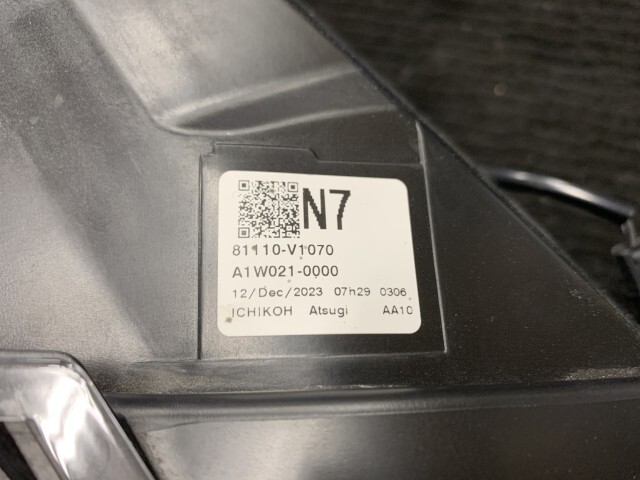 N7
81110-V1070
A1W021-0000
12/Dec/2023 07h29 0306
ICHIKOH Atsugi AA10